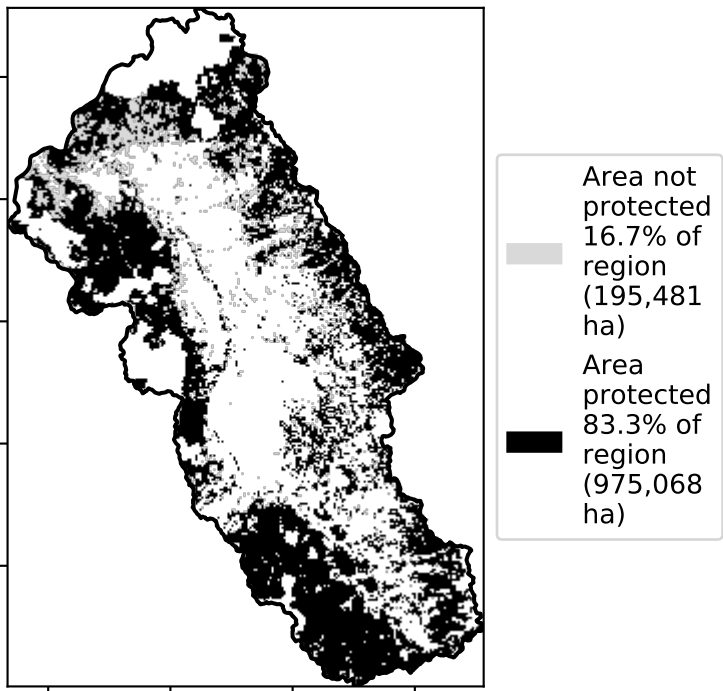 Area not
protected
16.7% of
region
(195,481
ha)
Area
protected
83.3% of
region
(975,068
ha)